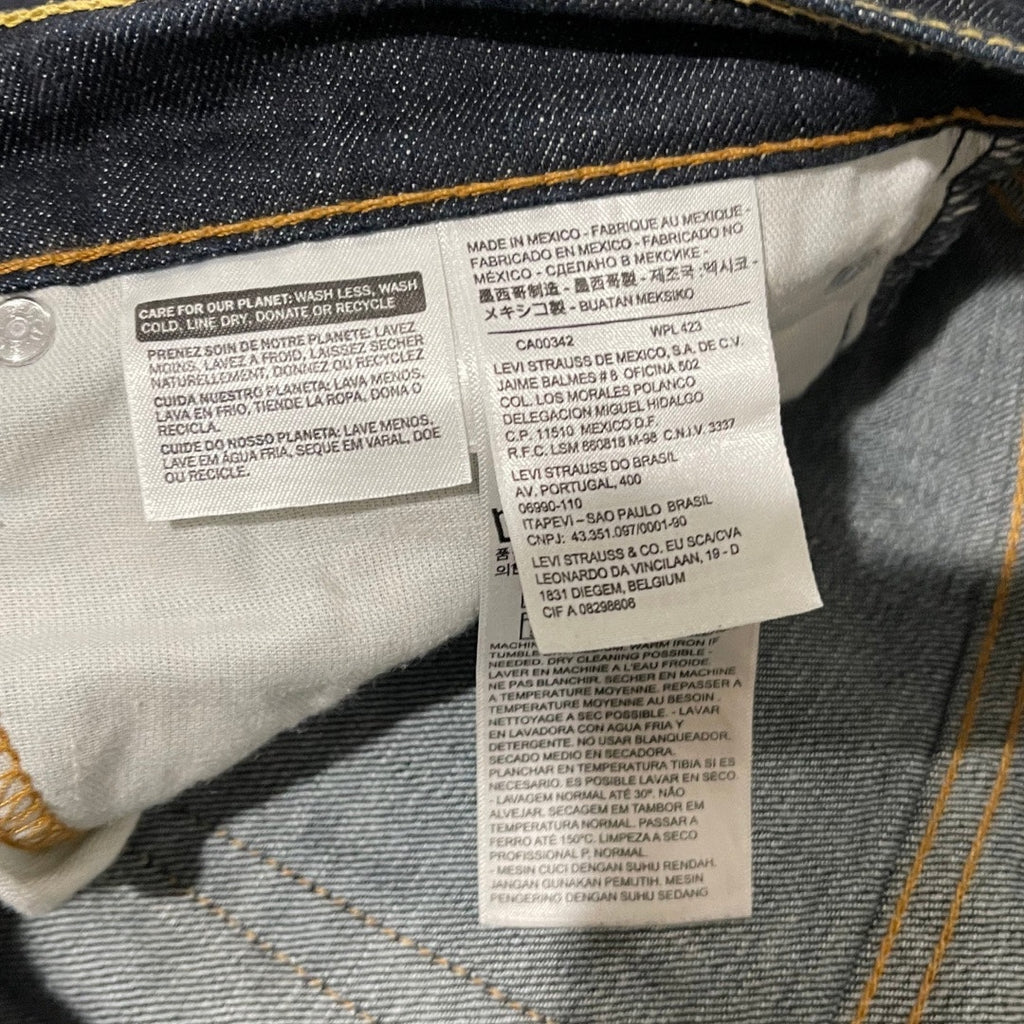 CARE FOR OUR PLANET: WASH LESS, WASH
COLD, LINE DRY, DONATE OR RECYCLE
PRENEZ SOIN DE NOTRE PLANETE: LAVEZ
MOINS, LAVEZ A FROID, LAISSEZ SECHER
NATURELLEMENT, DONNEZ OU RECYCLEZ
CUIDA NUESTRO PLANETA: LAVA MENOS,
LAVA EN FRIO, TIENDE LA ROPA, DONA O
RECICLA.
CUIDE DO NOSSO PLANETA: LAVE MENOS,
LAVE EM ÁGUA FRIA, SEQUE EM VARAL, DOE
OU RECICLE.
MADE IN MEXICO - FABRIQUE AU MEXIQUE -
FABRICADO EN MEXICO - FABRICADO NO
MÉXICO - СДЕЛАНО В МЕКСИКЕ -
墨西哥制造 - 墨西哥製 - 제조국 :멕시코 -
メキシコ製 - BUATAN MEKSIKO
CA00342 WPL 423
LEVI STRAUSS DE MEXICO, S.A. DE C.V.
JAIME BALMES # 8 OFICINA 502
COL. LOS MORALES POLANCO
DELEGACION MIGUEL HIDALGO
C.P. 11510 MEXICO D.F.
R.F.C. LSM 860818 M-98 C.N.I.V. 3337
LEVI STRAUSS DO BRASIL
AV. PORTUGAL, 400
06990-110
ITAPEVI – SAO PAULO BRASIL
CNPJ: 43.351.097/0001-90
LEVI STRAUSS & CO. EU SCA/CVA
LEONARDO DA VINCILAAN, 19 - D
1831 DIEGEM, BELGIUM
CIF A 08298806
품
의
MACHIN
TUMBLE UM. WARM IRON IF
NEEDED. DRY CLEANING POSSIBLE -
LAVER EN MACHINE A L'EAU FROIDE.
NE PAS BLANCHIR. SECHER EN MACHINE
A TEMPERATURE MOYENNE. REPASSER A
TEMPERATURE MOYENNE AU BESOIN.
NETTOYAGE A SEC POSSIBLE. - LAVAR
EN LAVADORA CON AGUA FRIA Y
DETERGENTE. NO USAR BLANQUEADOR.
SECADO MEDIO EN SECADORA.
PLANCHAR EN TEMPERATURA TIBIA SI ES
NECESARIO. ES POSIBLE LAVAR EN SECO.
- LAVAGEM NORMAL ATÉ 30º. NÃO
ALVEJAR. SECAGEM EM TAMBOR EM
TEMPERATURA NORMAL. PASSAR A
FERRO ATÉ 150ºC. LIMPEZA A SECO
PROFISSIONAL P, NORMAL.
- MESIN CUCI DENGAN SUHU RENDAH.
JANGAN GUNAKAN PEMUTIH. MESIN
PENGERING DENGAN SUHU SEDANG